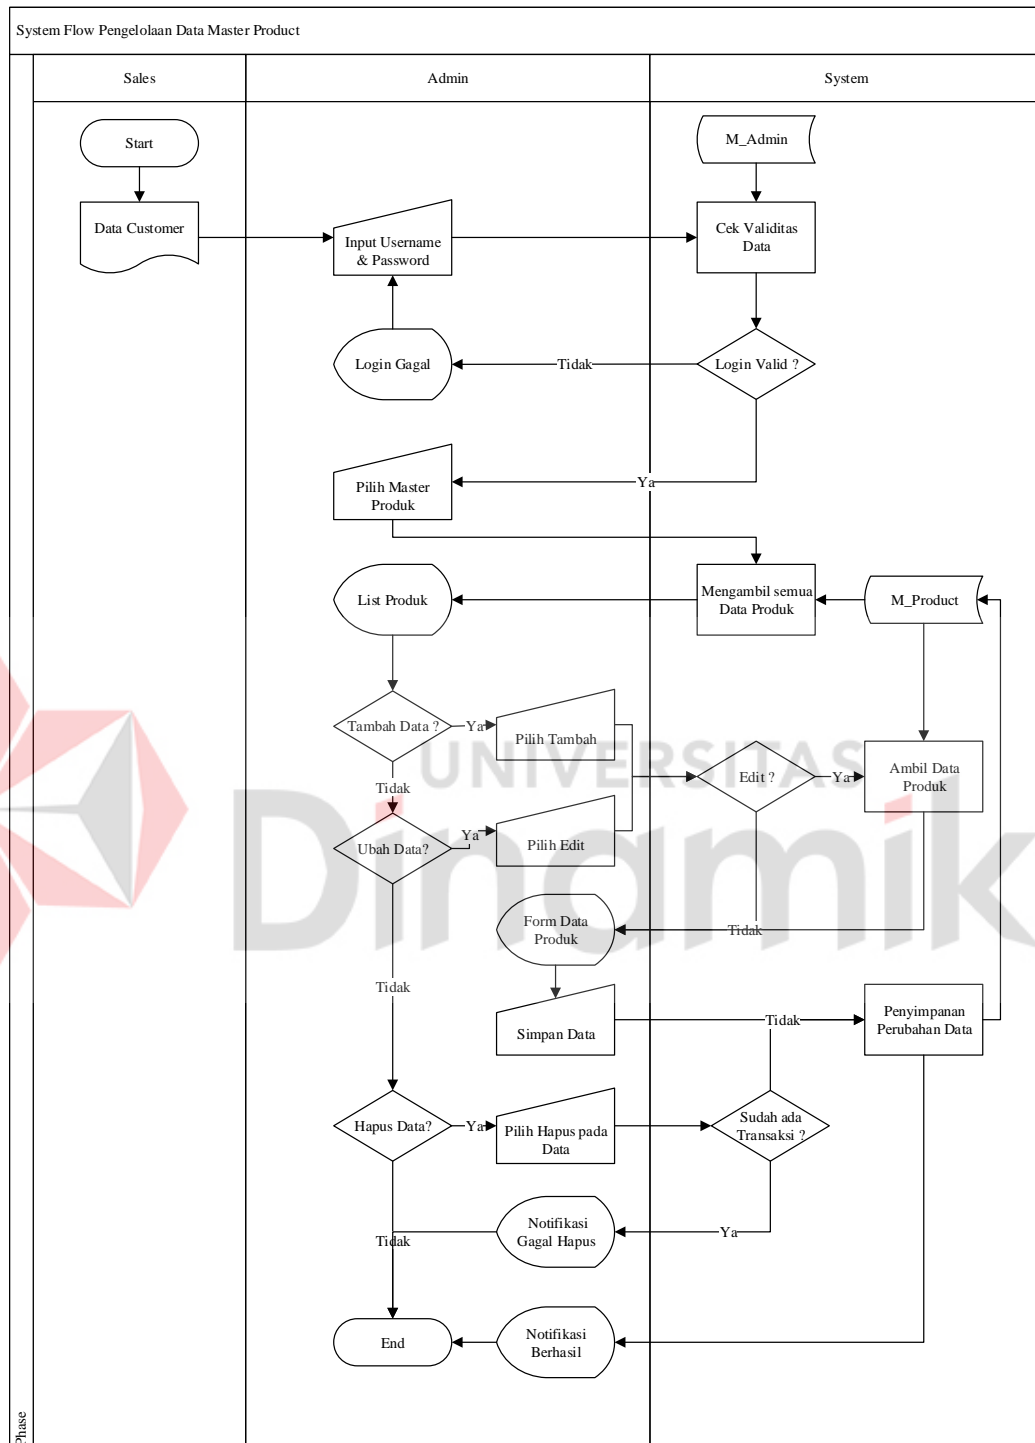 System Flow Pengelolaan Data Master Product
Sales
Admin
System
Start
M_Admin
Data Customer
Input Username
& Password
Cek Validitas
Data
Login Gagal
Tidak
Login Valid ?
Pilih Master
Produk
Ya
List Produk
Mengambil semua
Data Produk
M_Product
Tambah Data ?
Ya
Pilih Tambah
UNIVERSITAS
Dinamika
Edit ?
Ya
Ambil Data
Produk
Tidak
Ubah Data?
Ya
Pilih Edit
Form Data
Produk
Tidak
Tidak
Simpan Data
Tidak
Penyimpanan
Perubahan Data
Hapus Data?
Ya
Pilih Hapus pada
Data
Sudah ada
Transaksi ?
Notifikasi
Gagal Hapus
Ya
Tidak
End
Notifikasi
Berhasil
Phase